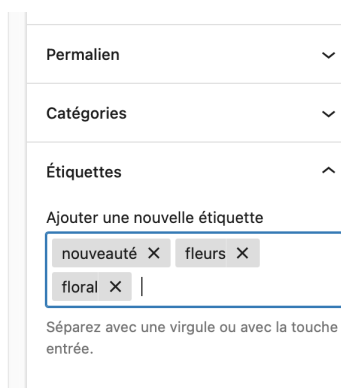 Permalien
Catégories
Étiquettes
Ajouter une nouvelle étiquette
nouveauté fleurs
floral
Séparez avec une virgule ou avec la touche
entrée.